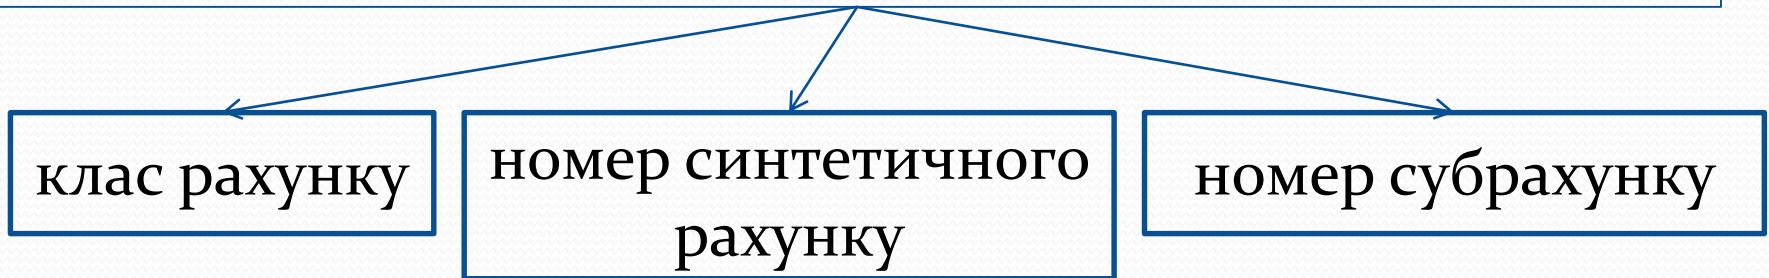 клас рахунку
номер синтетичного
рахунку
номер субрахунку